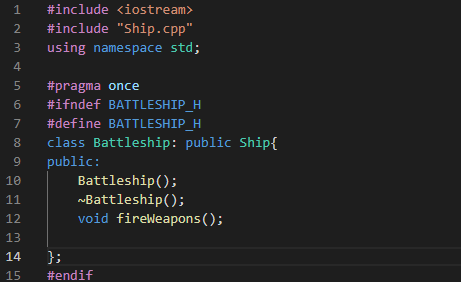 1 #include <iostream>
2 #include "Ship.cpp"
3 using namespace std;
4
5 #pragma once
6 #ifndef BATTLESHIP_H
7 #define BATTLESHIP_H
8 class Battleship: public Ship{
9 public:
10     Battleship();
11     ~Battleship();
12     void fireWeapons();
13
14 };
15 #endif